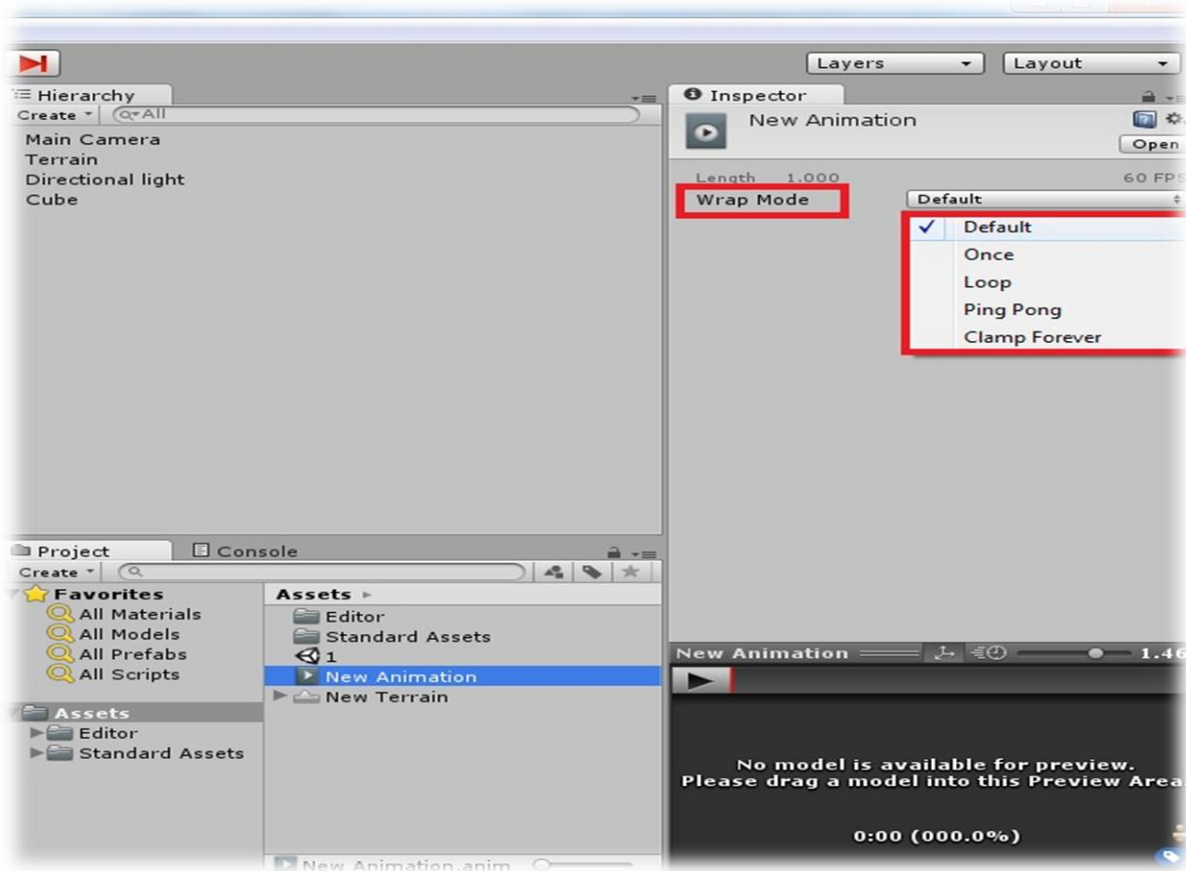 Layers
Layout
Hierarchy
Create
All
Main Camera
Terrain
Directional light
Cube
Inspector
New Animation
Open
Length 1.000
60 FPS
Wrap Mode
Default
Default
Once
Loop
Ping Pong
Clamp Forever
Project
Console
Create
Favorites
All Materials
All Models
All Prefabs
All Scripts
Assets
Editor
Standard Assets
Assets
Editor
Standard Assets
1
New Animation
New Terrain
New Animation.anim
New Animation
1.46
No model is available for preview.
Please drag a model into this Preview Area
0:00 (000.0%)